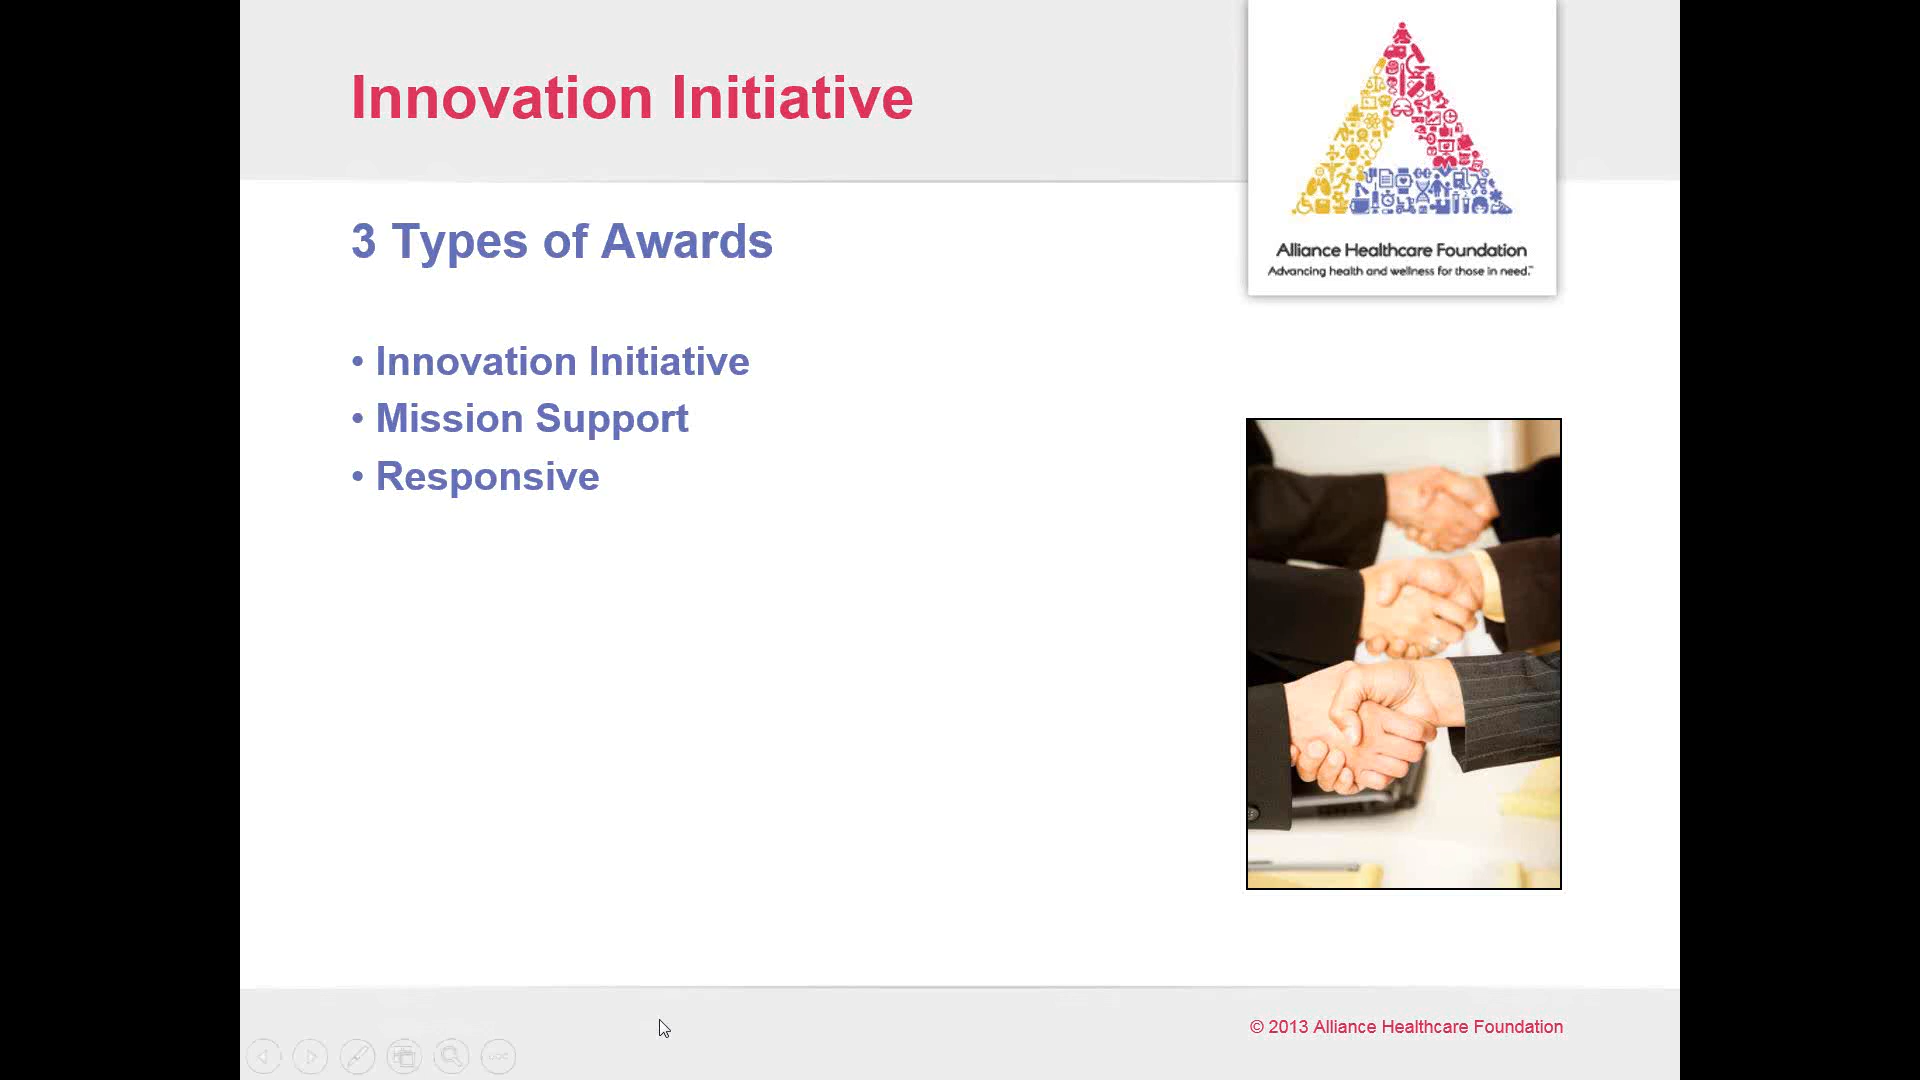 Innovation Initiative
Alliance Healthcare Foundation
Advancing health and wellness for those in need.™
3 Types of Awards
• Innovation Initiative
• Mission Support
• Responsive
© 2013 Alliance Healthcare Foundation